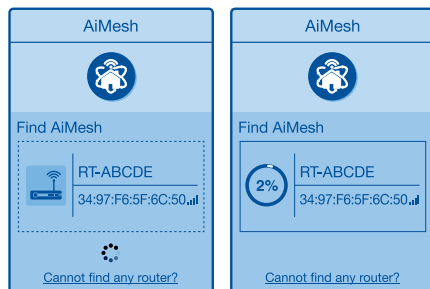 AiMesh
Find AiMesh
RT-ABCDE
34:97:F6:5F:6C:50
Cannot find any router?
AiMesh
Find AiMesh
2%
RT-ABCDE
34:97:F6:5F:6C:50
Cannot find any router?